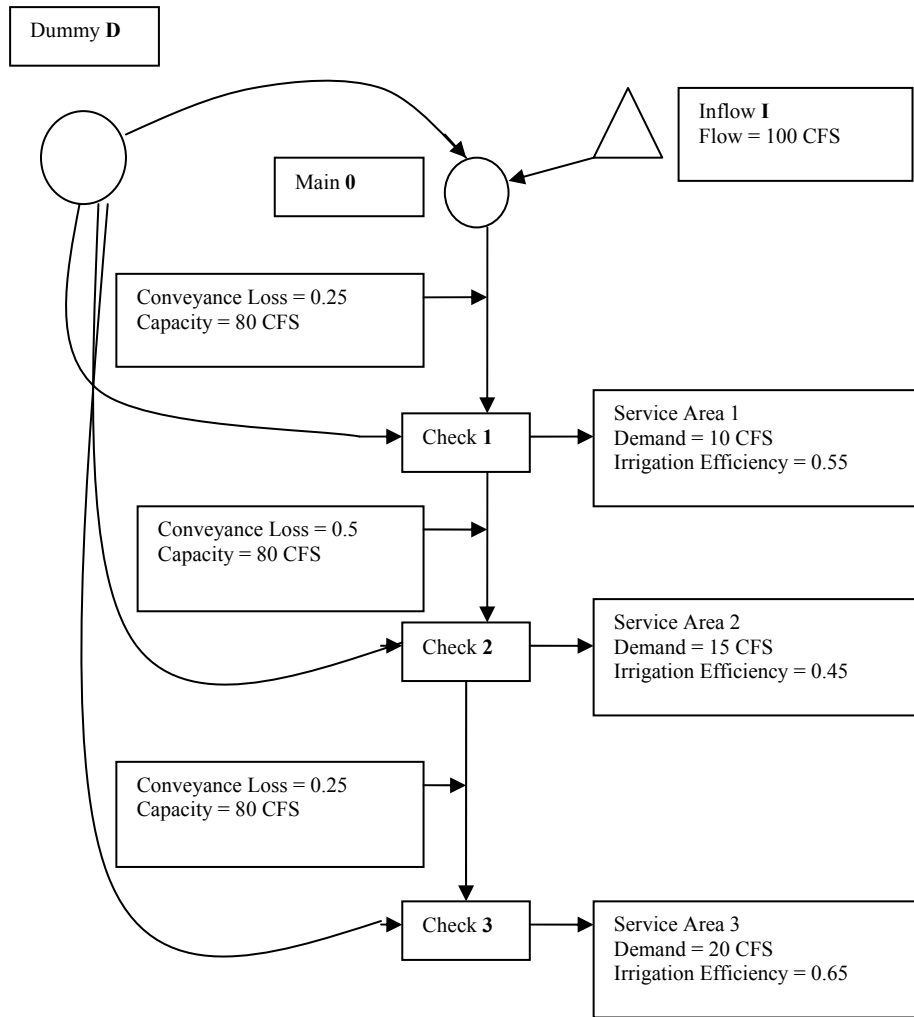 Dummy D
Inflow I
Flow = 100 CFS
Main 0
Conveyance Loss = 0.25
Capacity = 80 CFS
Check 1
Service Area 1
Demand = 10 CFS
Irrigation Efficiency = 0.55
Conveyance Loss = 0.5
Capacity = 80 CFS
Check 2
Service Area 2
Demand = 15 CFS
Irrigation Efficiency = 0.45
Conveyance Loss = 0.25
Capacity = 80 CFS
Check 3
Service Area 3
Demand = 20 CFS
Irrigation Efficiency = 0.65